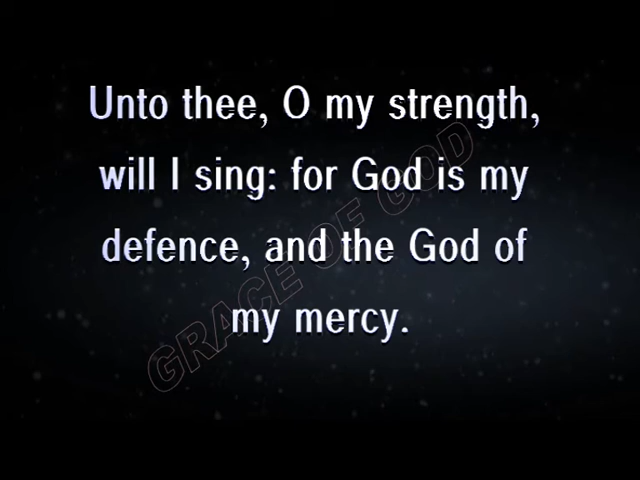 Unto thee, O my strength,
will I sing: for God is my
defence, and the God of
my mercy.
GRACE OF GOD